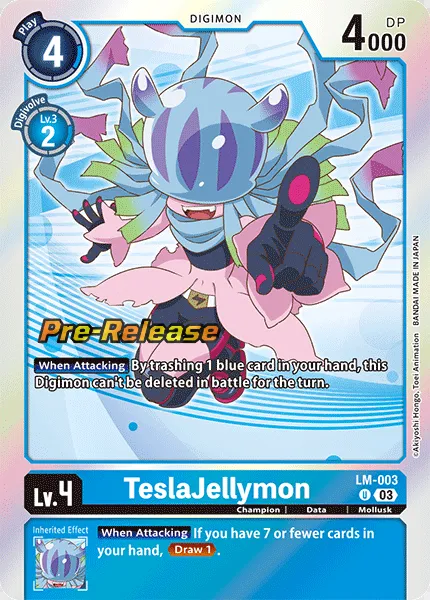 Play
4
DIGIMON
4000
DP
Digivolve
Lv.3
2
©Akiyoshi Hongo, Toei Animation BANDAI MADE IN JAPAN
Pre-Release
When Attacking By trashing 1 blue card in your hand, this
Digimon can't be deleted in battle for the turn.
LM-003
Lv.4
TeslaJellymon
U 03
Champion | Data | Mollusk
Inherited Effect
When Attacking If you have 7 or fewer cards in
your hand, Draw 1 .